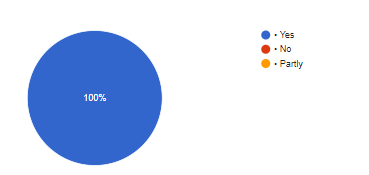 100%
• Yes
• No
• Partly